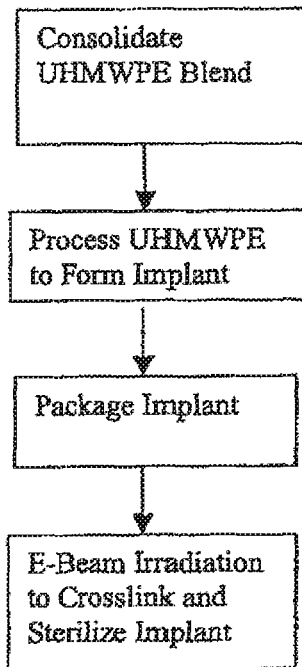 Consolidate
UHMWPE Blend
Process UHMWPE
to Form Implant
Package Implant
E-Beam Irradiation
to Crosslink and
Sterilize Implant